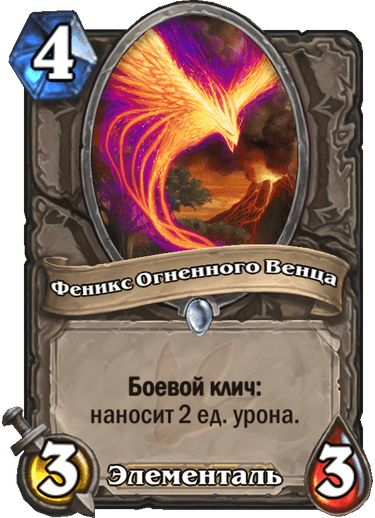 4
Феникс Огненного Венца
Боевой клич:
наносит 2 ед. урона.
3
Элементаль
3